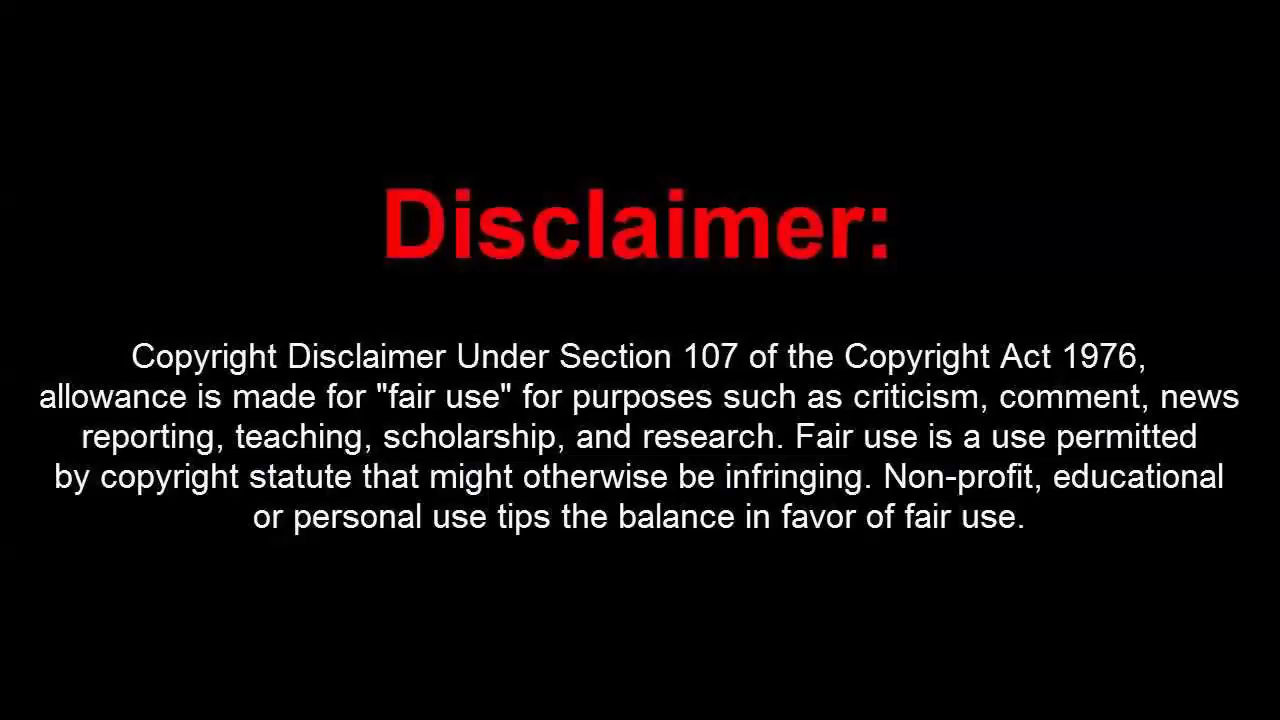 Disclaimer:
Copyright Disclaimer Under Section 107 of the Copyright Act 1976,
allowance is made for "fair use" for purposes such as criticism, comment, news
reporting, teaching, scholarship, and research. Fair use is a use permitted
by copyright statute that might otherwise be infringing. Non-profit, educational
or personal use tips the balance in favor of fair use.